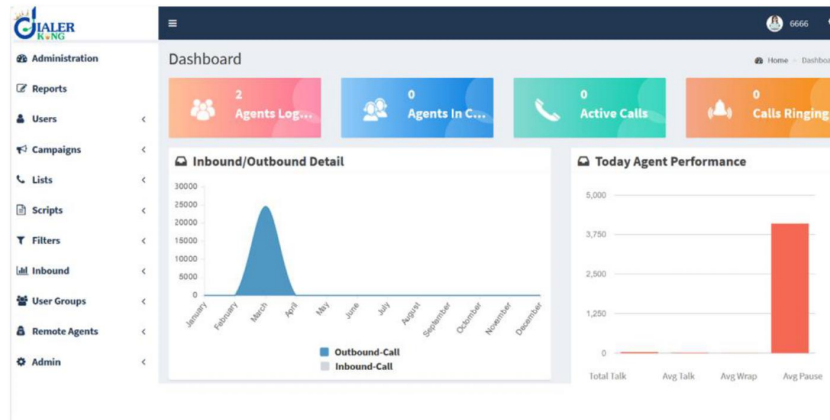 DIALER
KING
6666
Administration
Reports
Users
Campaigns
Lists
Scripts
Filters
Inbound
User Groups
Remote Agents
Admin
Dashboard
Home
2
Agents Log...
0
Agents In C...
0
Active Calls
0
Calls Ringing
Inbound/Outbound Detail
30000
25000
20000
15000
10000
5000
0
January
February
March
April
May
June
July
August
September
Octomber
November
December
Outbound-Call
Inbound-Call
Today Agent Performance
5,000
3,750
2,500
1,250
0
Total Talk
Avg Talk
Avg Wrap
Avg Pause